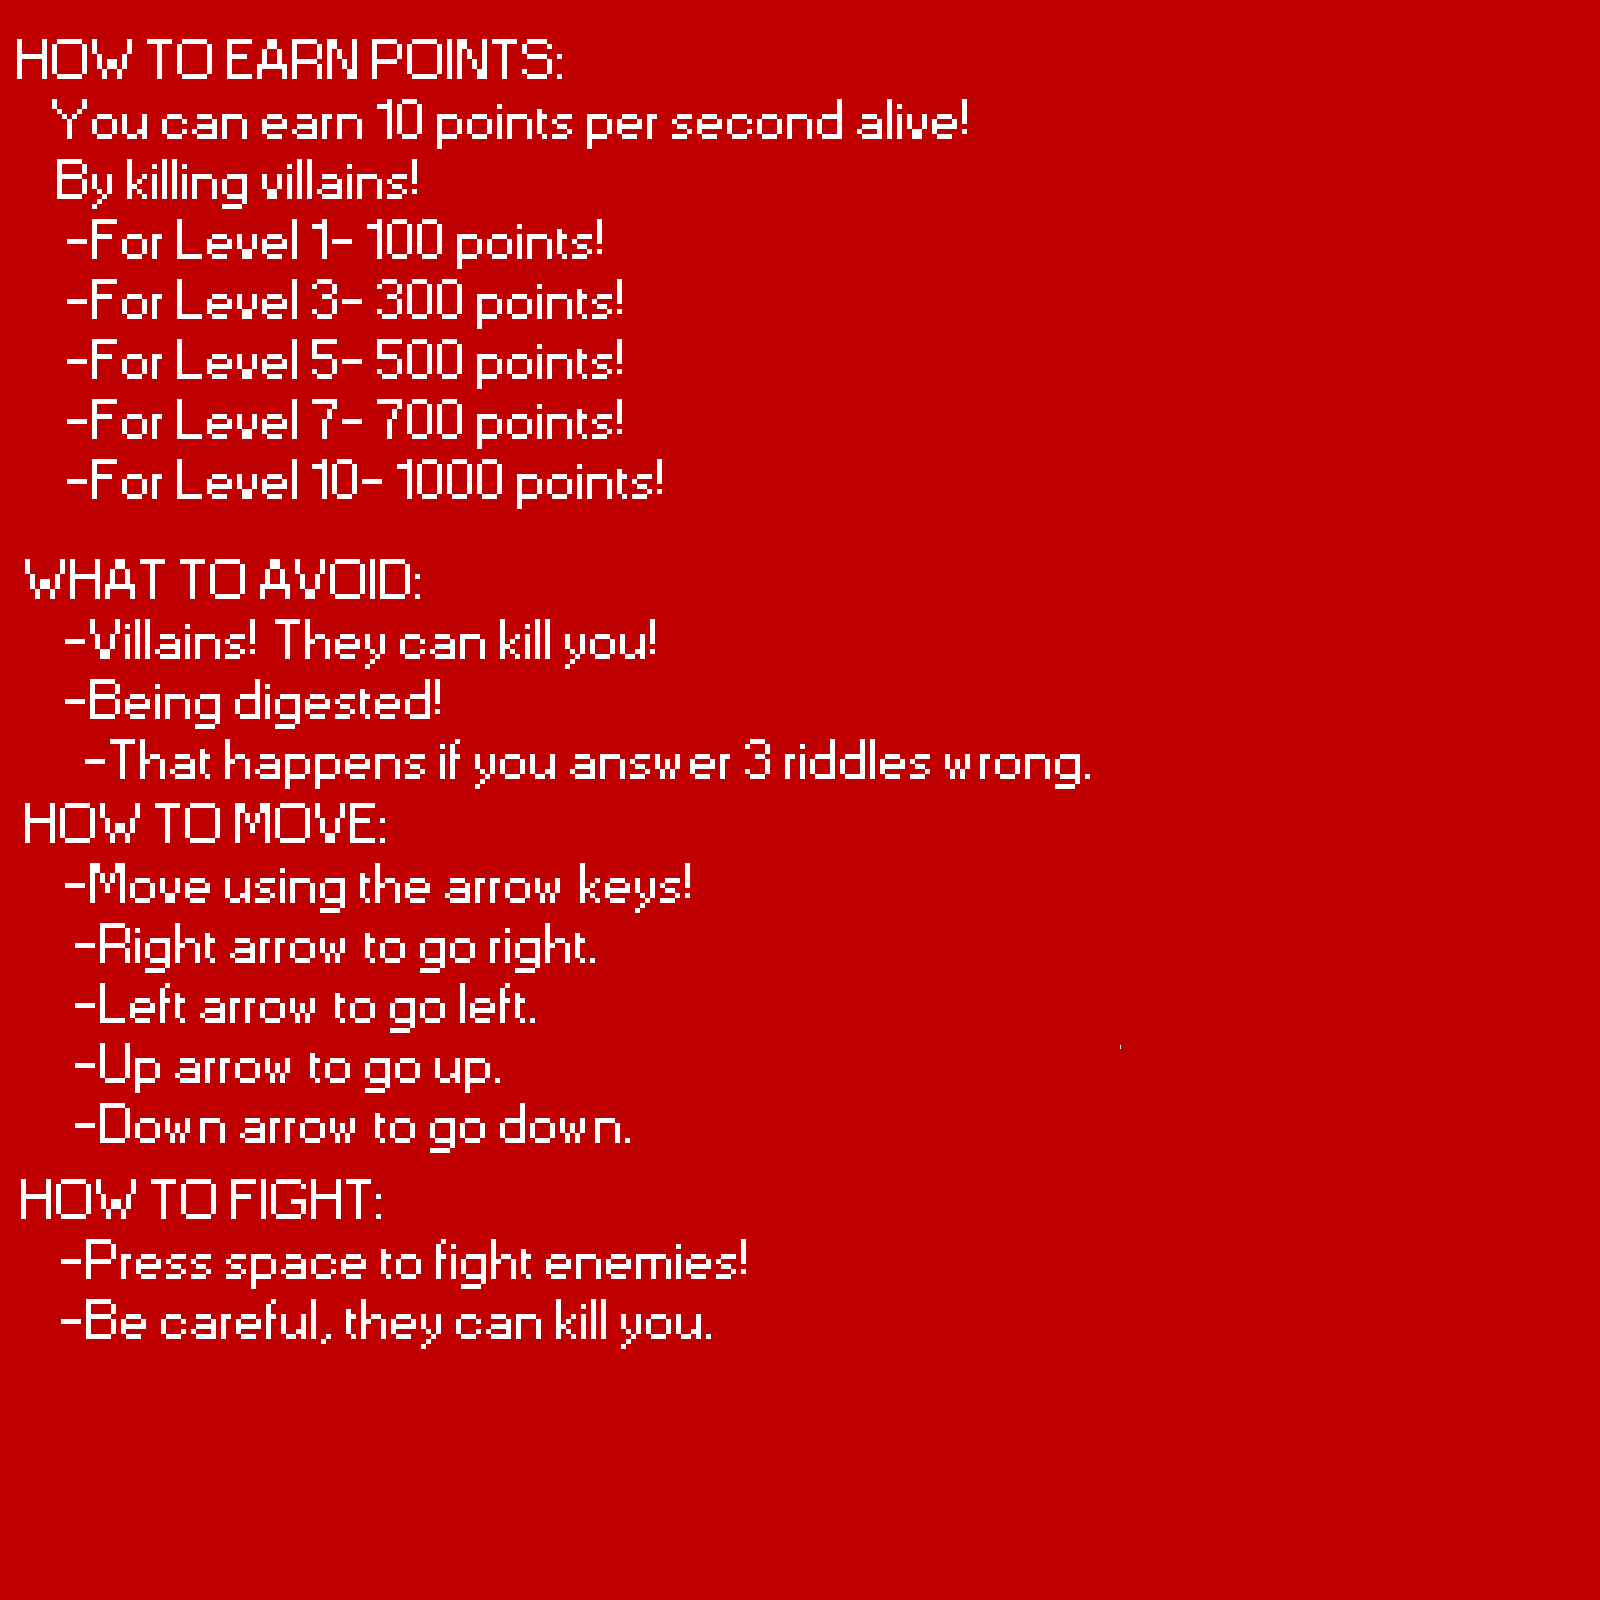 HOW TO EARN POINTS:
You can earn 10 points per second alive!
By killing villains!
-For Level 1- 100 points!
-For Level 3- 300 points!
-For Level 5- 500 points!
-For Level 7- 700 points!
-For Level 10- 1000 points!
WHAT TO AVOID:
-Villains! They can kill you!
-Being digested!
-That happens if you answer 3 riddles wrong.
HOW TO MOVE:
-Move using the arrow keys!
-Right arrow to go right.
-Left arrow to go left.
-Up arrow to go up.
-Down arrow to go down.
HOW TO FIGHT:
-Press space to fight enemies!
-Be careful, they can kill you.